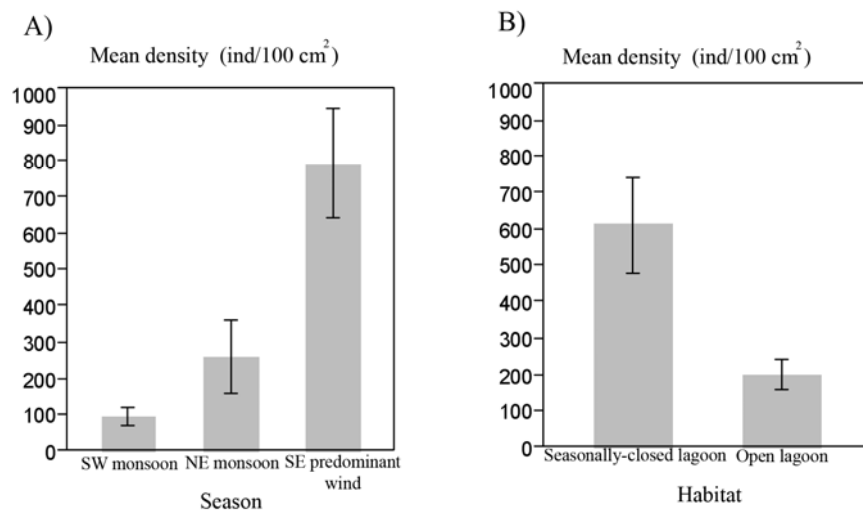 A)
Mean density (ind/100 cm²)
1000
900
800
700
600
500
400
300
200
100
0
SW monsoon NE monsoon SE predominant
wind
Season
B)
Mean density (ind/100 cm²)
1000
900
800
700
600
500
400
300
200
100
0
Seasonally-closed lagoon Open lagoon
Habitat